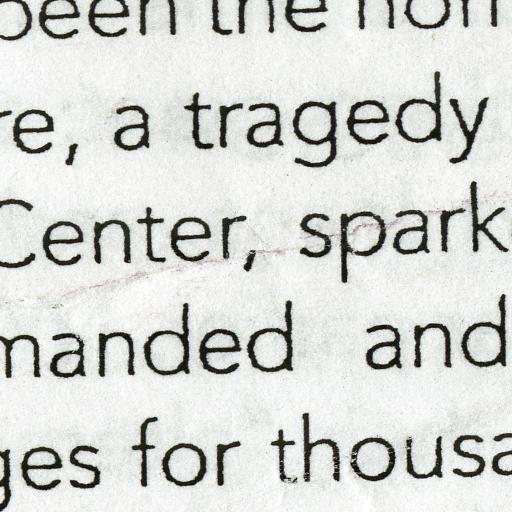 been the hom
re, a tragedy
Center, spark
manded and
ges for thousa